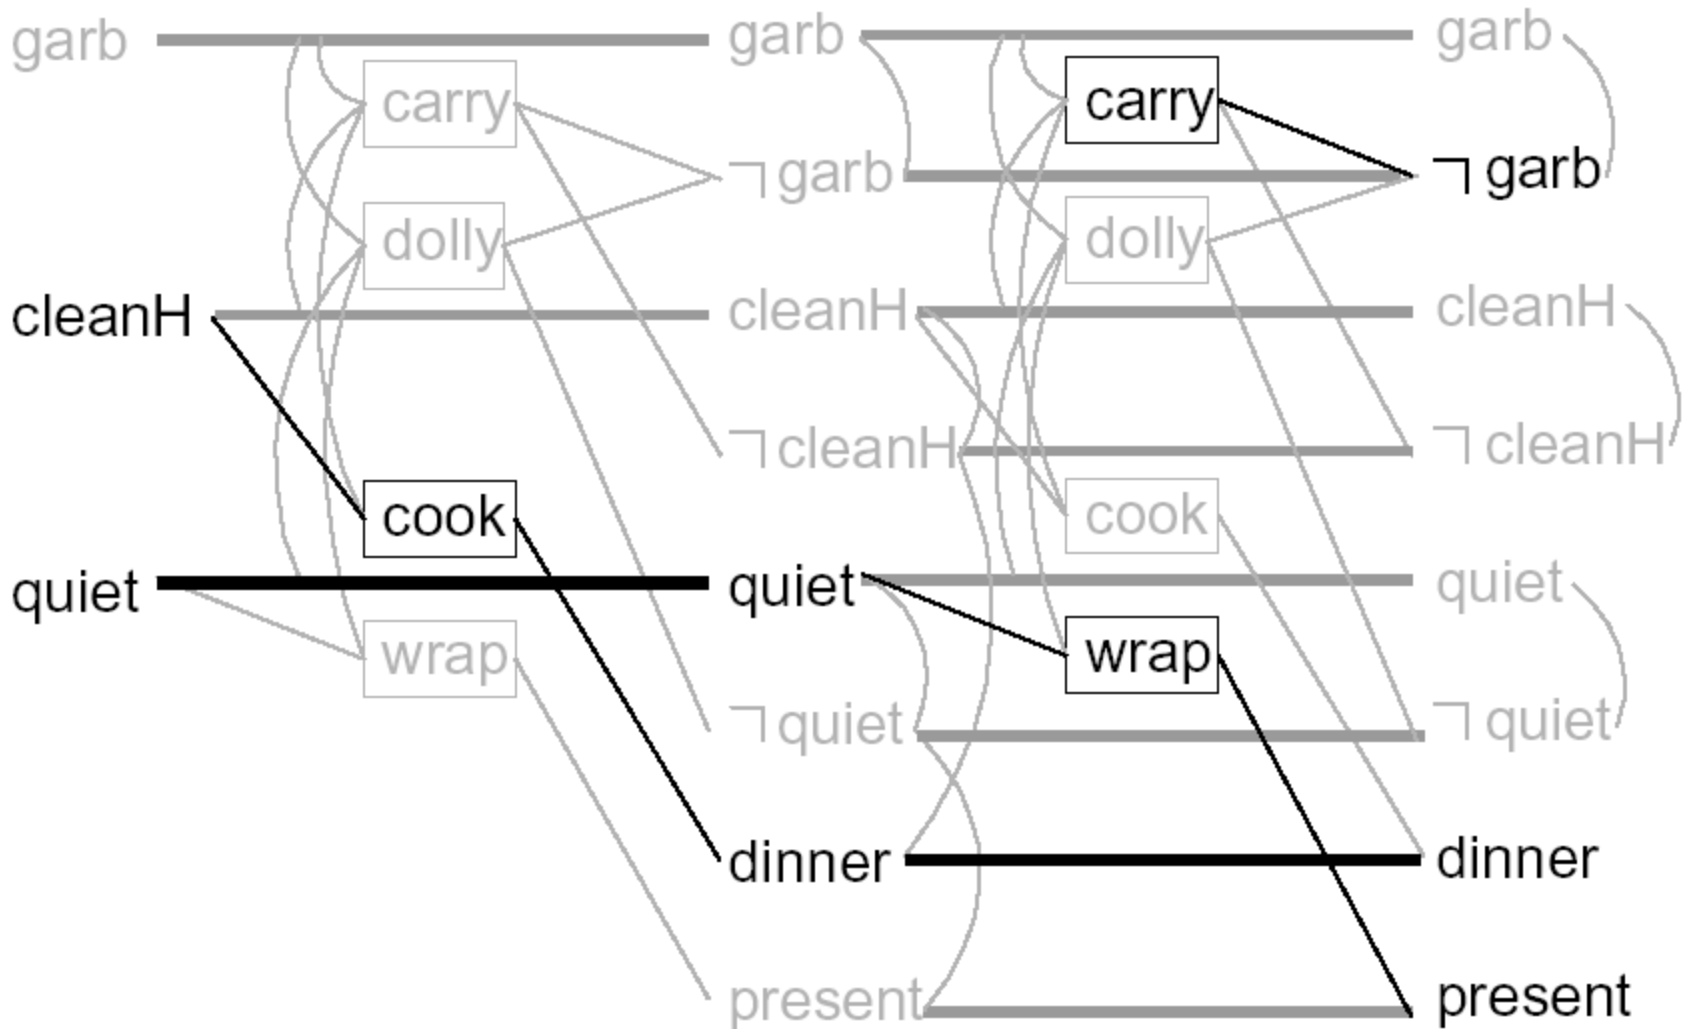 garb garb garb
carry carry
¬ garb ¬ garb
dolly dolly
cleanH cleanH cleanH
¬ cleanH ¬ cleanH
cook cook
quiet quiet quiet
wrap wrap
¬ quiet ¬ quiet
dinner dinner
present present